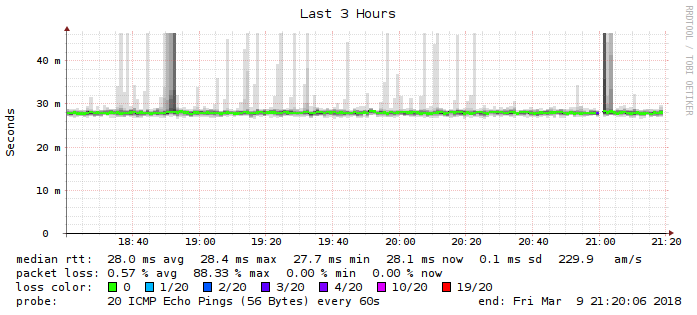 Last 3 Hours
RRDTOOL / TOBI OETIKER
Seconds
40 m
30 m
20 m
10 m
0
18:40 19:00 19:20 19:40 20:00 20:20 20:40 21:00 21:20
median rtt: 28.0 ms avg 28.4 ms max 27.7 ms min 28.1 ms now 0.1 ms sd 229.9 am/s
packet loss: 0.57 % avg 88.33 % max 0.00 % min 0.00 % now
loss color: 0 1/20 2/20 3/20 4/20 10/20 19/20
probe: 20 ICMP Echo Pings (56 Bytes) every 60s end: Fri Mar 9 21:20:06 2018